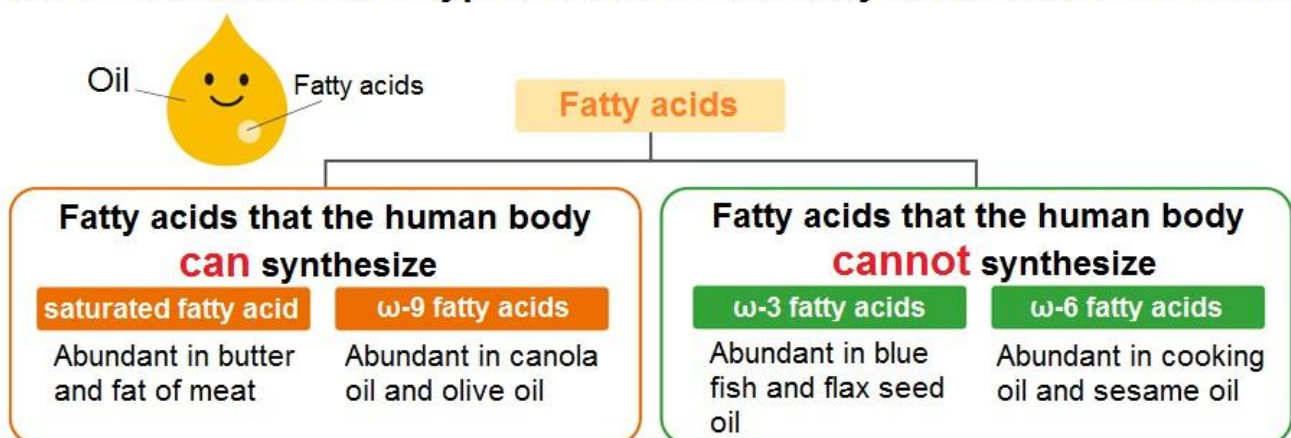 Oil
Fatty acids
Fatty acids
Fatty acids that the human body
can synthesize
saturated fatty acid
ω-9 fatty acids
Abundant in butter
and fat of meat
Abundant in canola
oil and olive oil
Fatty acids that the human body
cannot synthesize
ω-3 fatty acids
ω-6 fatty acids
Abundant in blue
fish and flax seed
oil
Abundant in cooking
oil and sesame oil